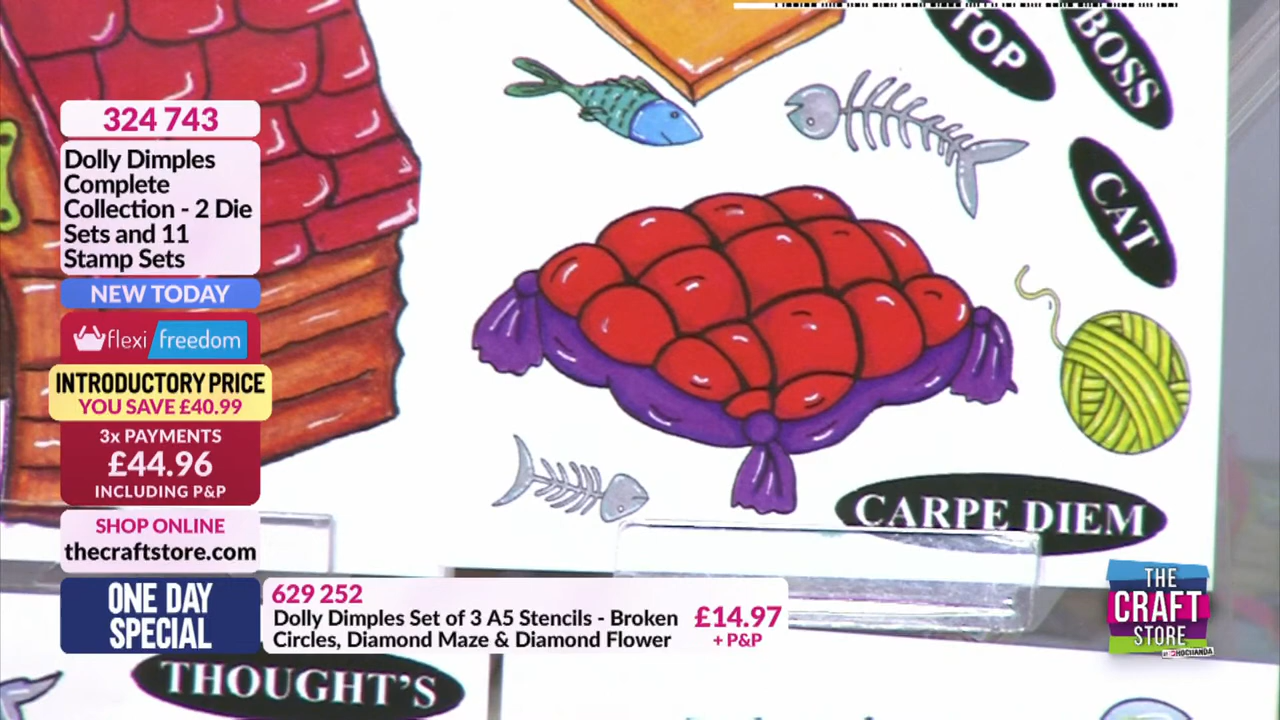 TOP
BOSS
CAT
CARPE DIEM
THOUGHT'S
324 743
Dolly Dimples
Complete
Collection - 2 Die
Sets and 11
Stamp Sets
NEW TODAY
flexi freedom
INTRODUCTORY PRICE
YOU SAVE £40.99
3x PAYMENTS
£44.96
INCLUDING P&P
SHOP ONLINE
thecraftstore.com
ONE DAY
SPECIAL
629 252
Dolly Dimples Set of 3 A5 Stencils - Broken
Circles, Diamond Maze & Diamond Flower
£14.97
+ P&P
THE
CRAFT
STORE
HOCHANDA